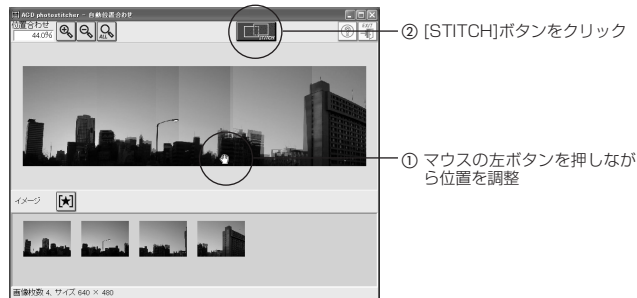 ACD photostitcher - 自動位置合わせ
位置合わせ
44.0%
ALL
STITCH
EXIT
② [STITCH]ボタンをクリック
① マウスの左ボタンを押しなが
ら位置を調整
イメージ
画像枚数 4, サイズ 640 × 480